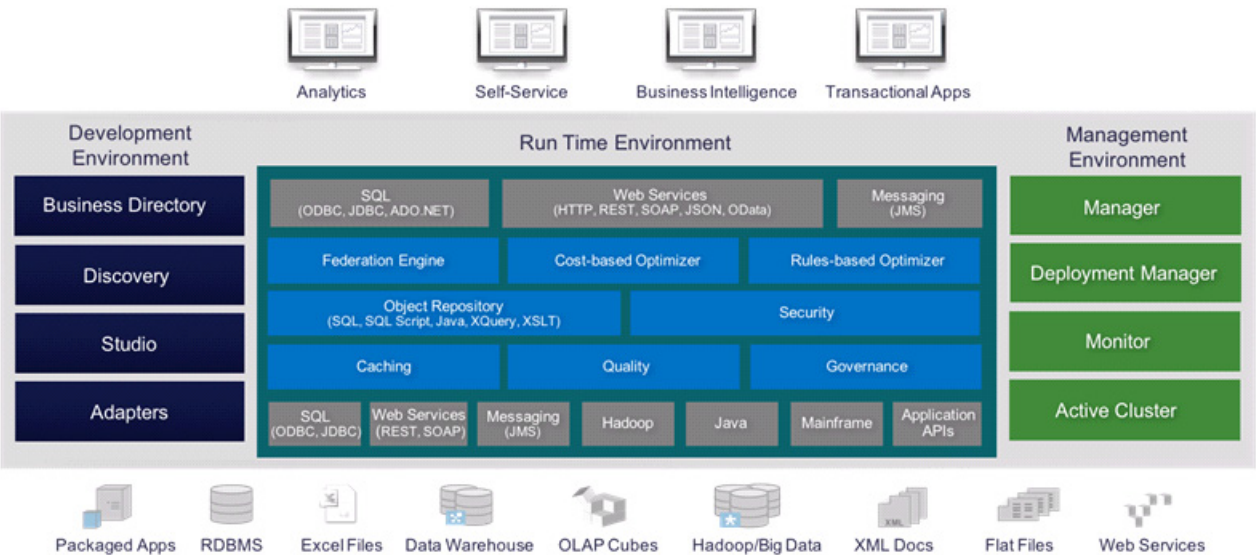 Analytics
Self-Service
Business Intelligence
Transactional Apps
Development
Environment
Business Directory
Discovery
Studio
Adapters
Run Time Environment
SQL
(ODBC, JDBC, ADO.NET)
Web Services
(HTTP, REST, SOAP, JSON, OData)
Messaging
(JMS)
Federation Engine
Cost-based Optimizer
Rules-based Optimizer
Object Repository
(SQL, SQL Script, Java, XQuery, XSLT)
Security
Caching
Quality
Governance
SQL
(ODBC, JDBC)
Web Services
(REST, SOAP)
Messaging
(JMS)
Hadoop
Java
Mainframe
Application
APIs
Management
Environment
Manager
Deployment Manager
Monitor
Active Cluster
Packaged Apps
RDBMS
Excel Files
Data Warehouse
OLAP Cubes
Hadoop/Big Data
XML
XML Docs
Flat Files
Web Services